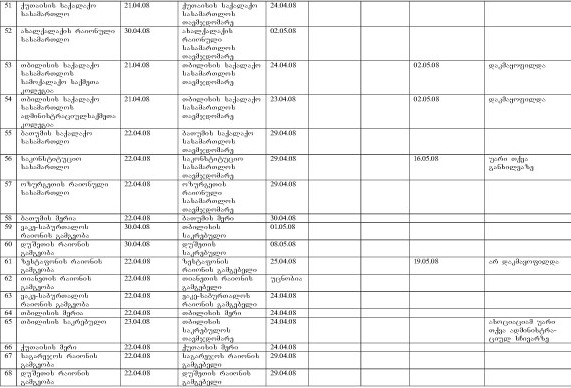 51 ქუთაისის საქალაქო 21.04.08 ქუთაისის საქალაქო 24.04.08
სასამართლო სასამართლოს
თავმჯდომარე
52 ახალქალაქის რაიონული 30.04.08 ახალქალაქის 02.05.08
სასამართლო რაიონული
სასამართლოს
თავმჯდომარე
53 თბილისის საქალაქო 21.04.08 თბილისის საქალაქო 24.04.08 02.05.08 დაკმაყოფილდა
სასამართლოს სასამართლოს
სამოქალაქო საქმეთა თავმჯდომარე
კოლეგია
54 თბილისის საქალაქო 21.04.08 თბილისის საქალაქო 23.04.08 02.05.08 დაკმაყოფილდა
სასამართლოს სასამართლოს
ადმინისტრაციულსაქმეთა თავმჯდომარე
კოლეგია
55 ბათუმის საქალაქო 22.04.08 ბათუმის საქალაქო 29.04.08
სასამართლო სასამართლოს
თავმჯდომარე
56 საკონსტიტუციო 22.04.08 საკონსტიტუციო 29.04.08 16.05.08 უარი თქვა
სასამართლო სასამართლოს განხილვაზე
თავმჯდომარე
57 ოზურგეთის რაიონული 22.04.08 ოზურგეთის 29.04.08
სასამართლო რაიონული
სასამართლოს
თავმჯდომარე
58 ბათუმის მერია 22.04.08 ბათუმის მერი 30.04.08
59 ვაკე-საბურთალოს 30.04.08 თბილისის 01.05.08
რაიონის გამგეობა საკრებულო
60 დუშეთის რაიონის 30.04.08 დუშეთის 08.05.08
გამგეობა საკრებულო
61 ზესტაფონის რაიონის 22.04.08 ზესტაფონის 25.04.08 19.05.08 არ დაკმაყოფილდა
გამგეობა რაიონის გამგებელი
62 თიანეთის რაიონის 22.04.08 თიანეთის რაიონის უცნობია
გამგეობა გამგებელი
63 ვაკე-საბურთალოს 22.04.08 ვაკე-საბურთალოს 24.04.08
რაიონის გამგეობა რაიონის გამგებელი
64 თბილისის მერია 22.04.08 თბილისის მერი 24.04.08
65 თბილისის საკრებულო 23.04.08 თბილისის 24.04.08 ასოციაციამ უარი
საკრებულოს თქვა ადმინისტრა-
თავმჯდომარე ციულ საჩივარზე
66 ქუთაისის მერი 22.04.08 ქუთაისის მერი 24.04.08
67 საგარეჯოს რაიონის 22.04.08 საგარეჯოს რაიონის 29.04.08
გამგეობა გამგებელი
68 დუშეთის რაიონის 22.04.08 დუშეთის რაიონის 29.04.08
გამგეობა გამგებელი